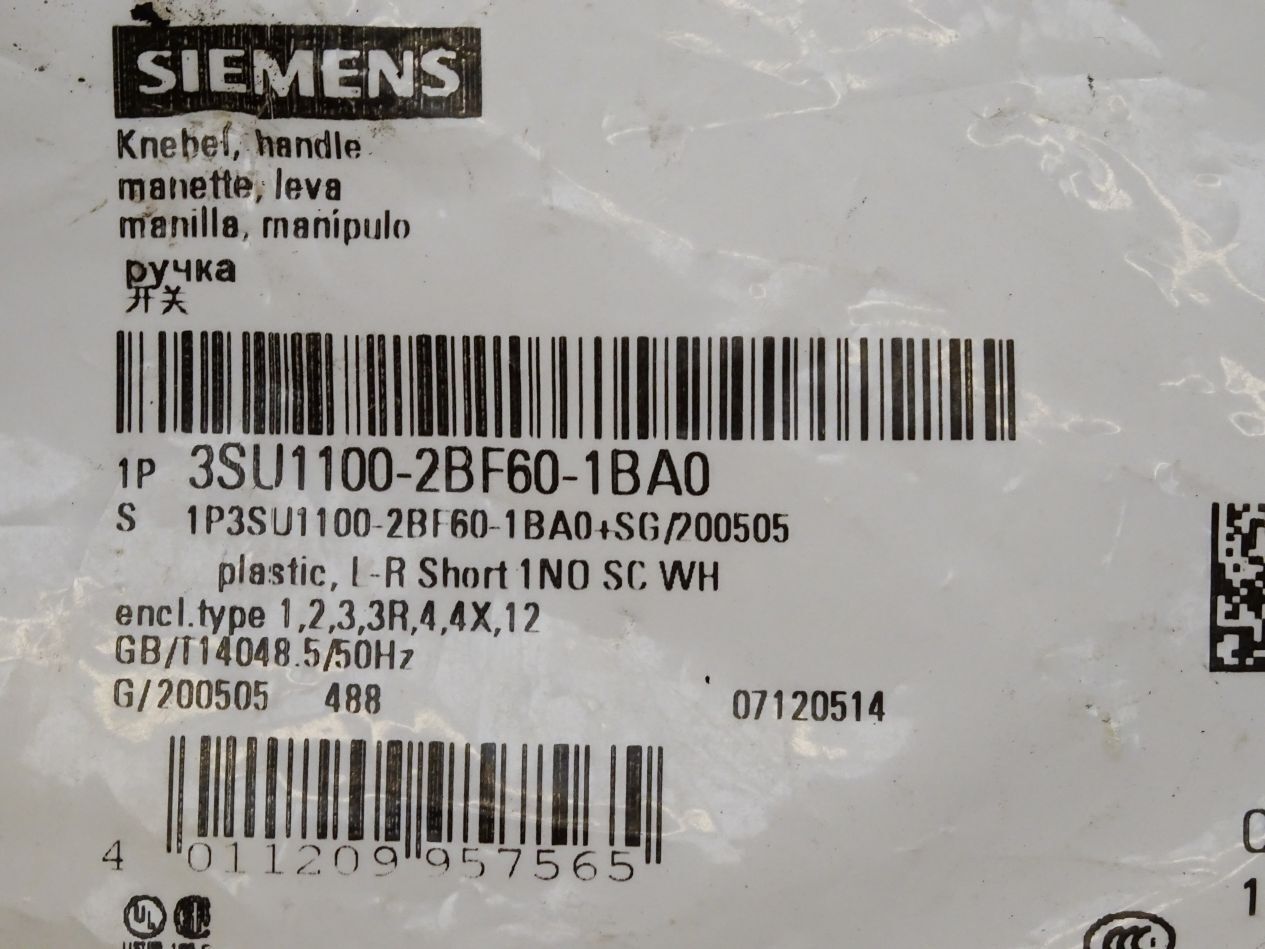 SIEMENS
Knebel, handle
manette, leva
manilla, manípulo
ручка
开关
1P 3SU1100-2BF60-1BA0
S 1P3SU1100-2BF60-1BA0+SG/200505
plastic, L-R Short 1NO SC WH
encl.type 1,2,3,3R,4,4X,12
GB/T14048.5/50Hz
G/200505 488 07120514
4 011209 957565
UL